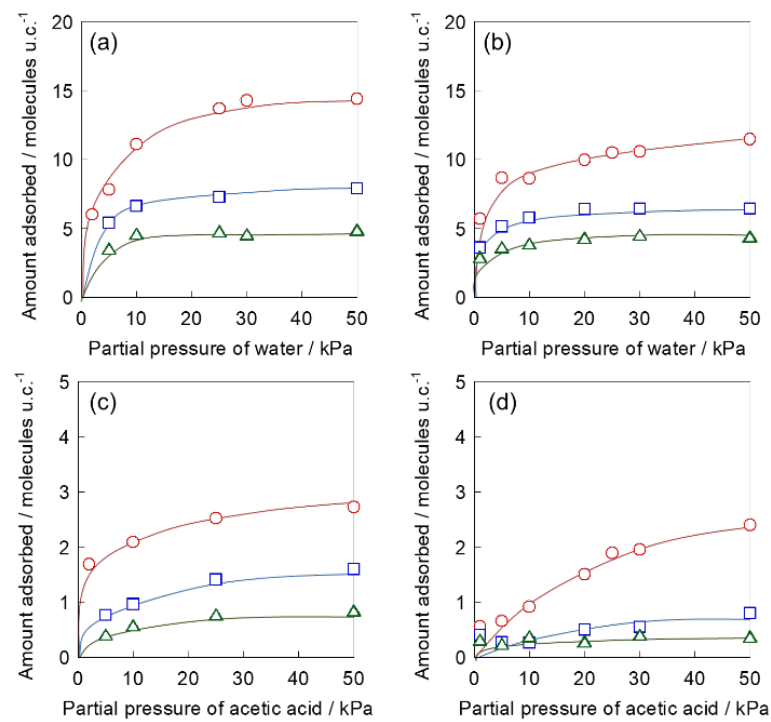 Amount adsorbed / molecules u.c.⁻¹
20
15
10
5
0
(a)
0 10 20 30 40 50
Partial pressure of water / kPa
Amount adsorbed / molecules u.c.⁻¹
20
15
10
5
0
(b)
0 10 20 30 40 50
Partial pressure of water / kPa
Amount adsorbed / molecules u.c.⁻¹
5
4
3
2
1
0
(c)
0 10 20 30 40 50
Partial pressure of acetic acid / kPa
Amount adsorbed / molecules u.c.⁻¹
5
4
3
2
1
0
(d)
0 10 20 30 40 50
Partial pressure of acetic acid / kPa